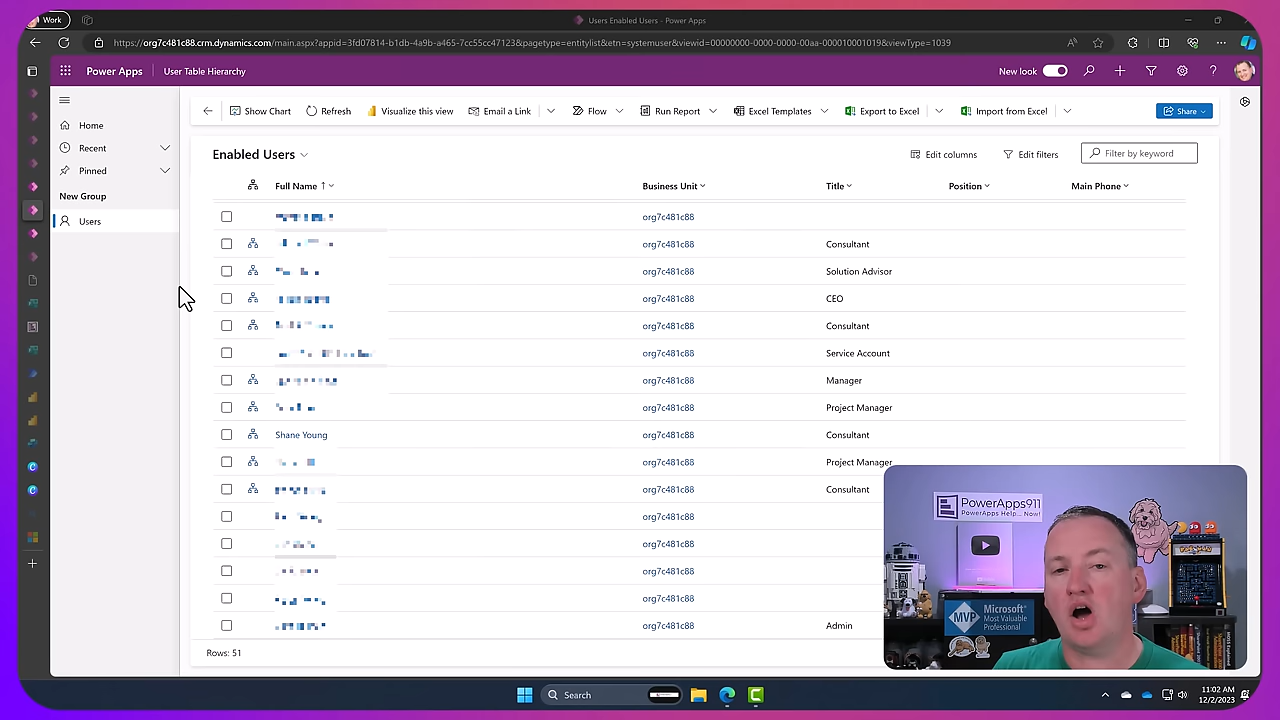 Work
Users Enabled Users - Power Apps
https://org7c481c88.crm.dynamics.com/main.aspx?appid=3fd07814-b1db-4a9b-a465-7cc55cc47123&pagetype=entitylist&etn=systemuser&viewid=00000000-0000-0000-00aa-000010001019&viewType=1039
Power Apps
User Table Hierarchy
New look
Show Chart
Refresh
Visualize this view
Email a Link
Flow
Run Report
Excel Templates
Export to Excel
Import from Excel
Share
Home
Recent
Pinned
New Group
Users
Enabled Users
Edit columns
Edit filters
Filter by keyword
Full Name ↑ Business Unit Title Position Main Phone
org7c481c88
org7c481c88 Consultant
org7c481c88 Solution Advisor
org7c481c88 CEO
org7c481c88 Consultant
org7c481c88 Service Account
org7c481c88 Manager
org7c481c88 Project Manager
Shane Young org7c481c88 Consultant
org7c481c88 Project Manager
org7c481c88 Consultant
org7c481c88
org7c481c88
org7c481c88
org7c481c88
org7c481c88 Admin
Rows: 51
PowerApps911
PowerApps Help... Now!
MVP
Microsoft
Most Valuable
Professional
Search
11:02 AM
12/2/2023